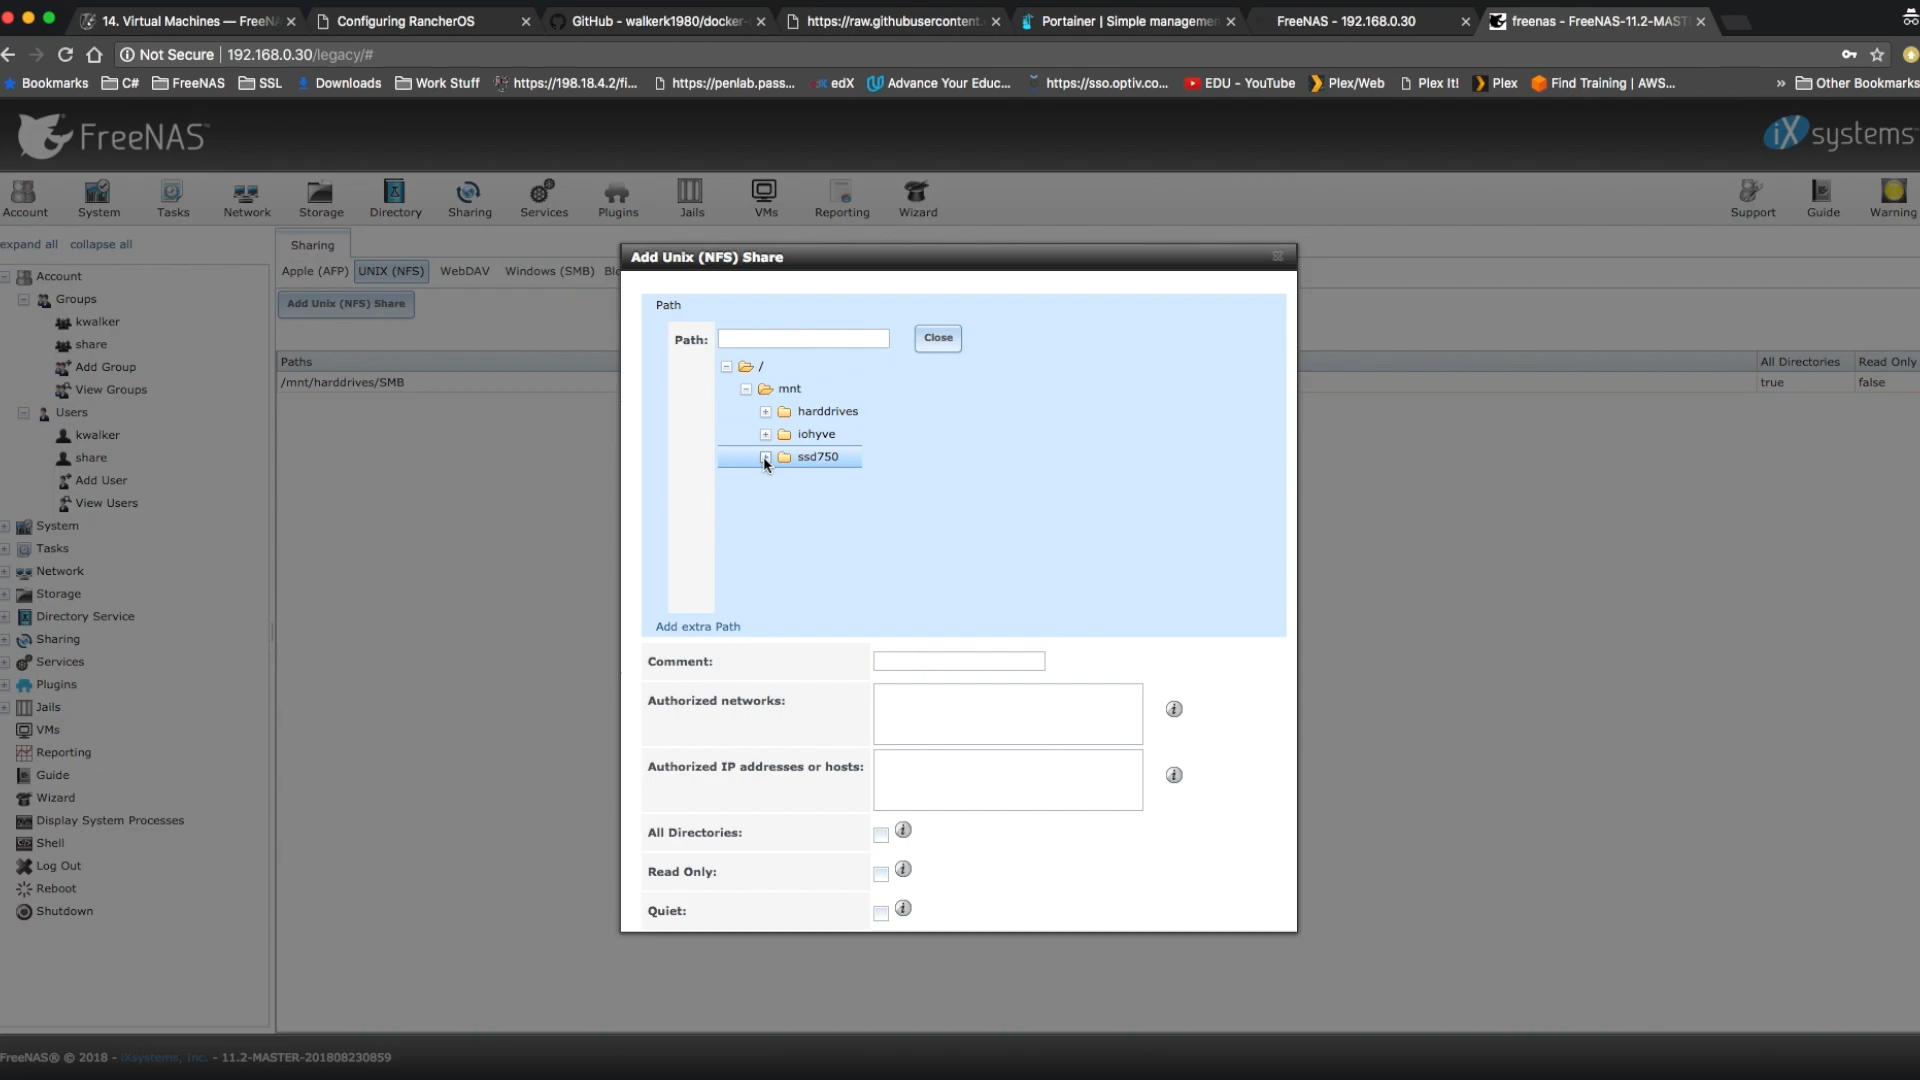 14. Virtual Machines — FreeN
Configuring RancherOS
GitHub - walkerk1980/docker-
https://raw.githubusercontent.
Portainer | Simple managemen
FreeNAS - 192.168.0.30
freenas - FreeNAS-11.2-MAST
Not Secure | 192.168.0.30/legacy/#
Bookmarks
C#
FreeNAS
SSL
Downloads
Work Stuff
https://198.18.4.2/fi...
https://penlab.pass...
edX
Advance Your Educ...
https://sso.optiv.co...
EDU - YouTube
Plex/Web
Plex It!
Plex
Find Training | AWS...
»
Other Bookmarks
FreeNAS
iXsystems
Account
System
Tasks
Network
Storage
Directory
Sharing
Services
Plugins
Jails
VMs
Reporting
Wizard
Support
Guide
Warning
expand all collapse all
Account
Groups
kwalker
share
Add Group
View Groups
Users
kwalker
share
Add User
View Users
System
Tasks
Network
Storage
Directory Service
Sharing
Services
Plugins
Jails
VMs
Reporting
Guide
Wizard
Display System Processes
Shell
Log Out
Reboot
Shutdown
Sharing
Apple (AFP)
UNIX (NFS)
WebDAV
Windows (SMB)
Add Unix (NFS) Share
Paths
All Directories
Read Only
/mnt/harddrives/SMB
true
false
Add Unix (NFS) Share
Path
Path:
Close
/
mnt
harddrives
iohyve
ssd750
Add extra Path
Comment:
Authorized networks:
Authorized IP addresses or hosts:
All Directories:
Read Only:
Quiet:
FreeNAS® © 2018 - iXsystems, Inc. - 11.2-MASTER-201808230859